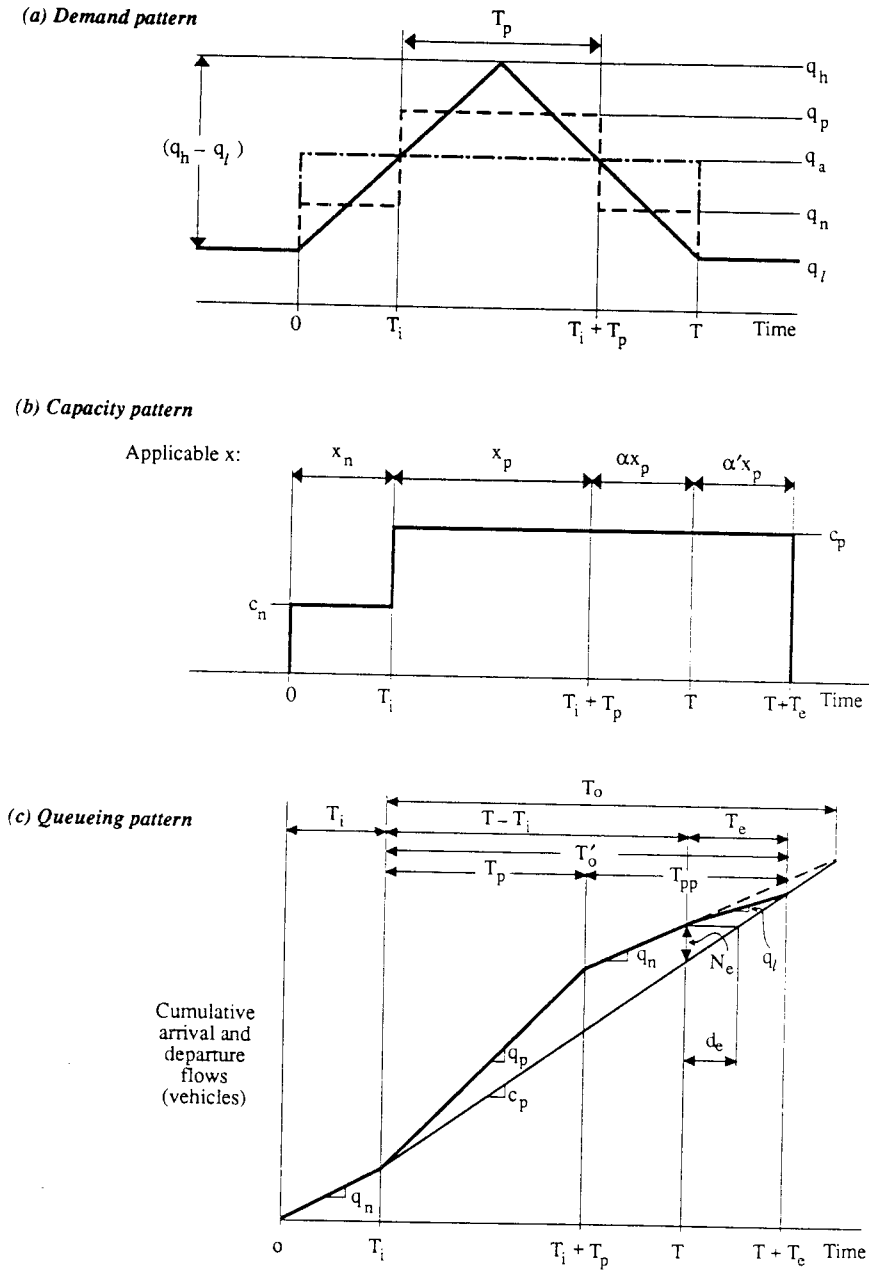 (a) Demand pattern
T_p
q_h
q_p
(q_h – q_l)
q_a
q_n
q_l
0 T_i T_i + T_p T Time
(b) Capacity pattern
Applicable x: x_n x_p αx_p α′x_p
c_p
c_n
0 T_i T_i + T_p T T+T_e Time
(c) Queueing pattern
T_o
T_i T – T_i T_e
T′_o
T_p T_pp
q_n N_e q_l
Cumulative
arrival and
departure
flows
(vehicles)
q_p
d_e
c_p
q_n
o T_i T_i + T_p T T + T_e Time